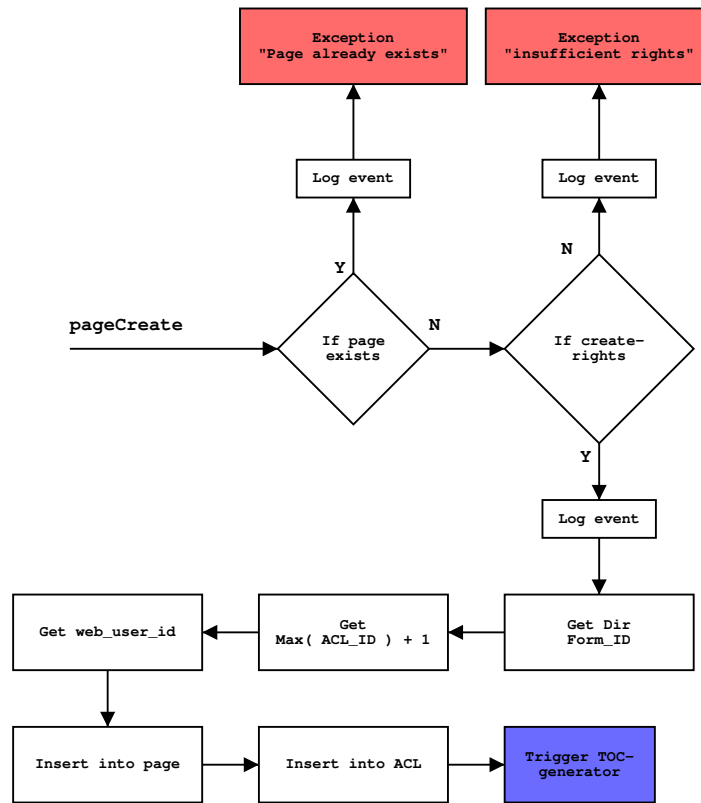 Exception
"Page already exists"
Exception
"insufficient rights"
Log event
Log event
Y
N
pageCreate
If page
exists
N
If create-
rights
Y
Log event
Get web_user_id
Get
Max( ACL_ID ) + 1
Get Dir
Form_ID
Insert into page
Insert into ACL
Trigger TOC-
generator